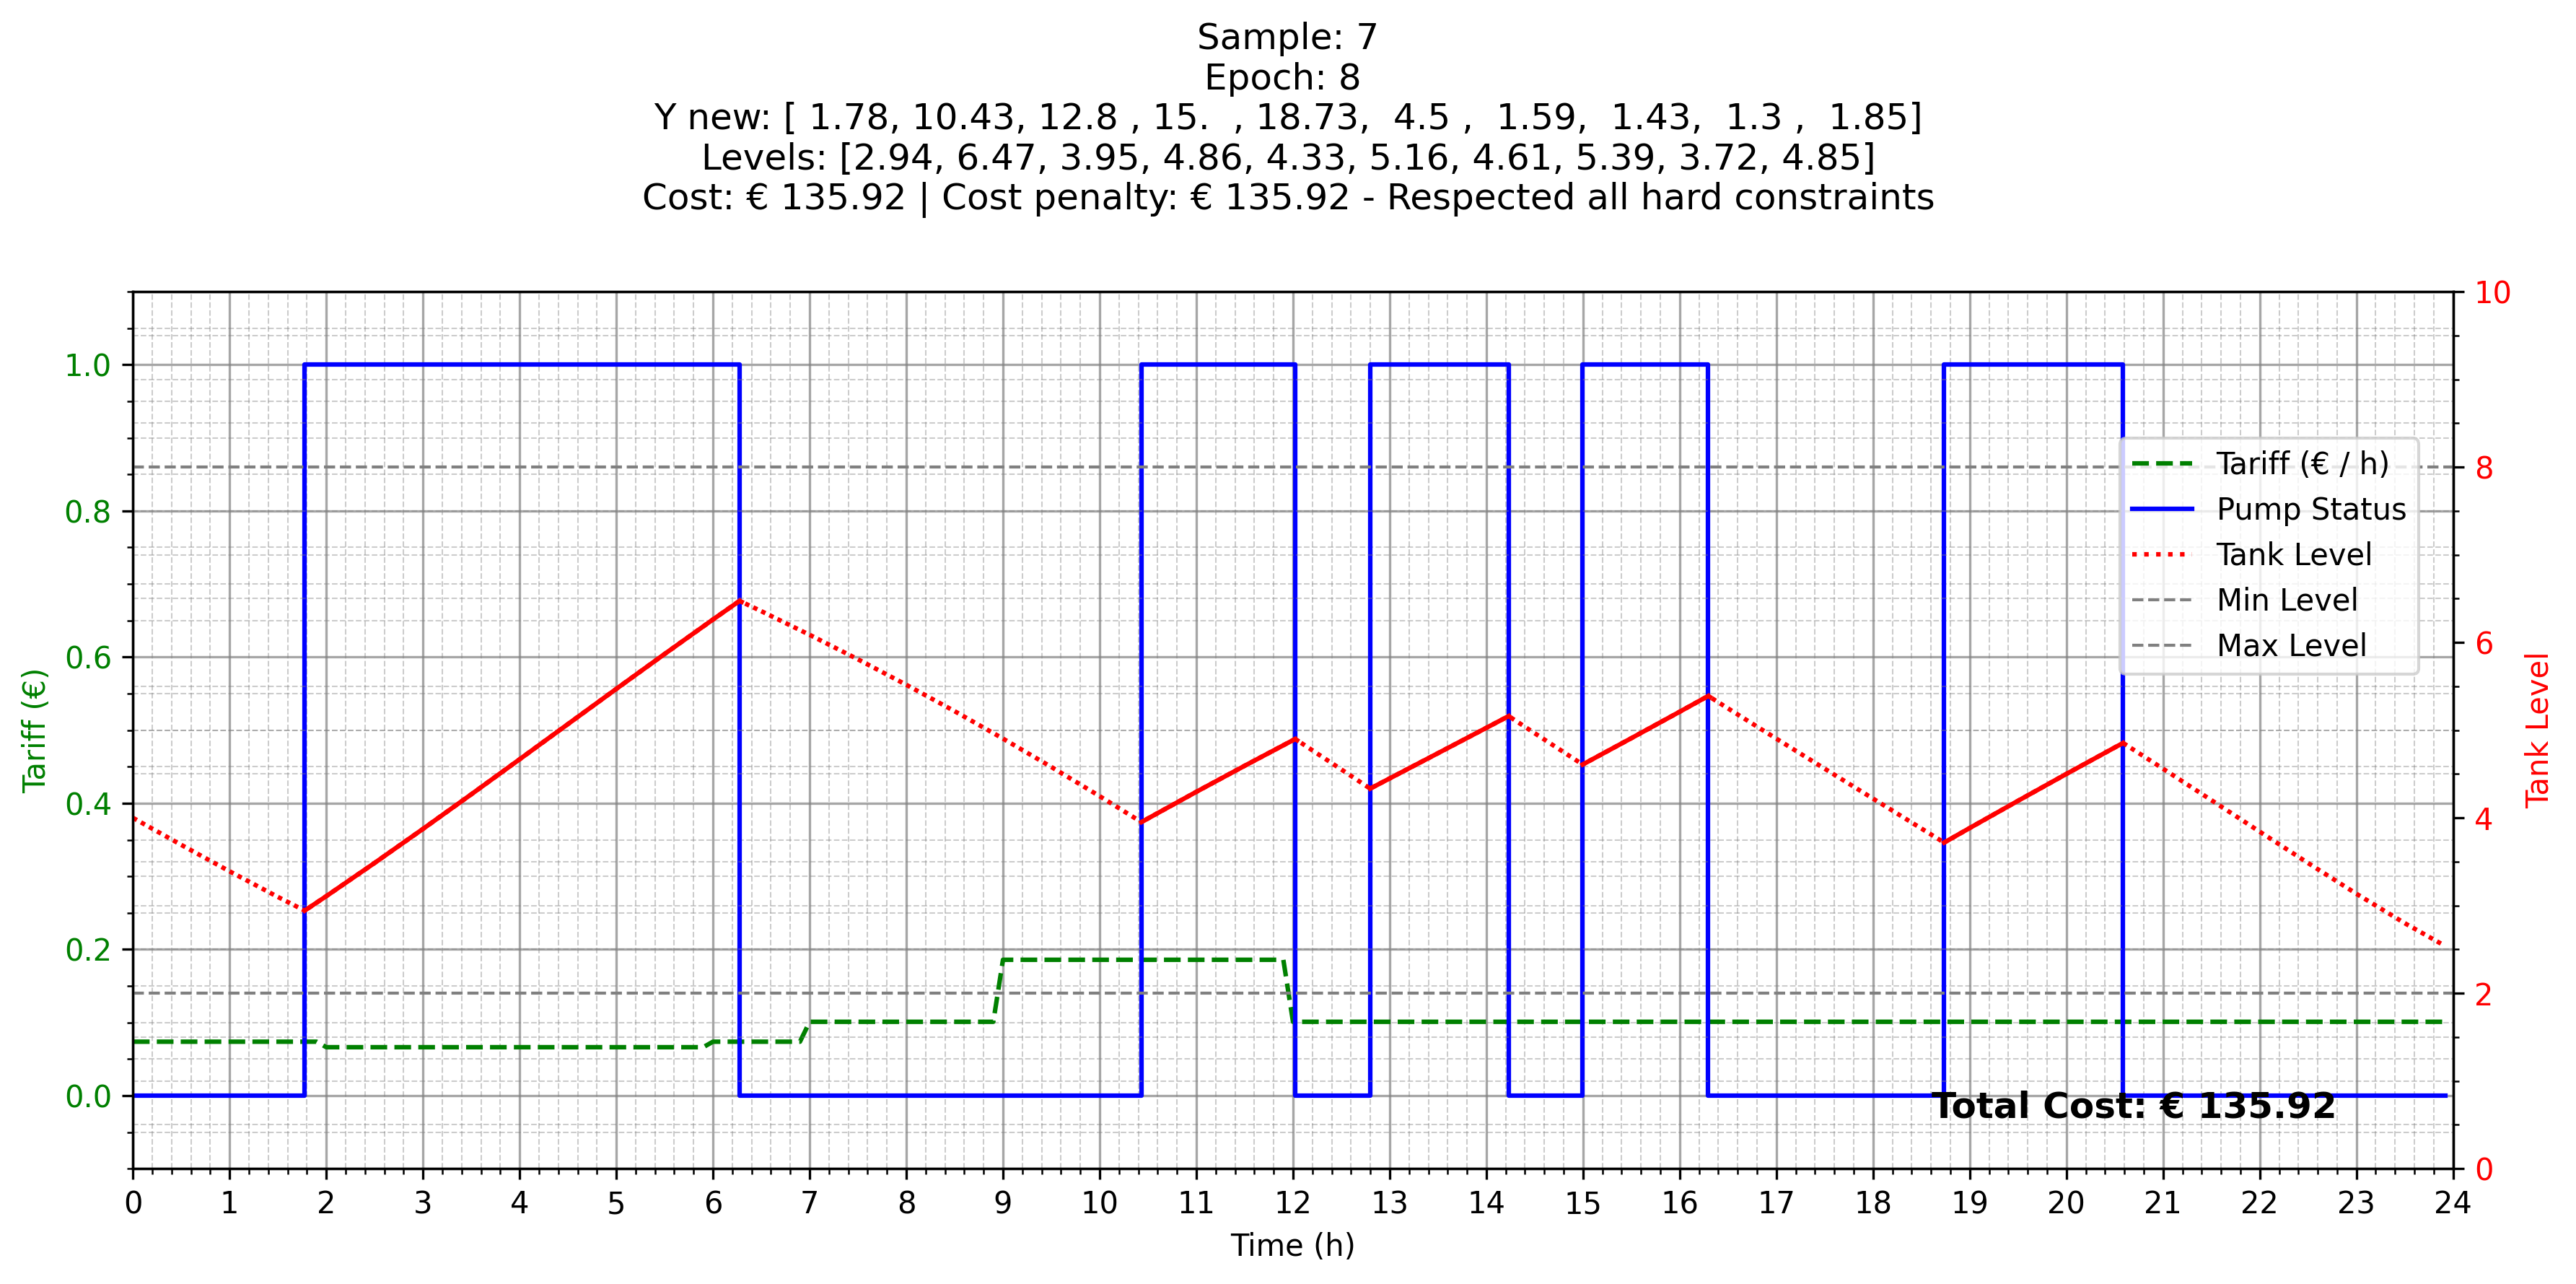 Sample: 7
Epoch: 8
Y new: [ 1.78, 10.43, 12.8 , 15.  , 18.73,  4.5 ,  1.59,  1.43,  1.3 ,  1.85]
Levels: [2.94, 6.47, 3.95, 4.86, 4.33, 5.16, 4.61, 5.39, 3.72, 4.85]
Cost: € 135.92 | Cost penalty: € 135.92 - Respected all hard constraints
Tariff (€)
1.0
0.8
0.6
0.4
0.2
0.0
Tariff (€ / h)
Pump Status
Tank Level
Min Level
Max Level
Total Cost: € 135.92
10
8
6
4
2
0
Tank Level
0 1 2 3 4 5 6 7 8 9 10 11 12 13 14 15 16 17 18 19 20 21 22 23 24
Time (h)